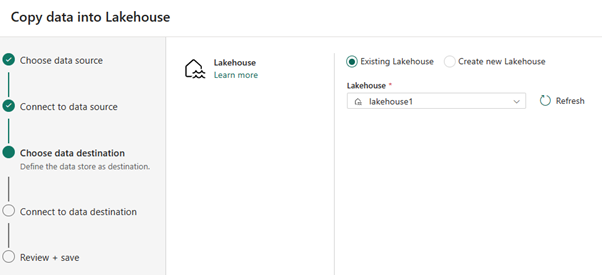 Copy data into Lakehouse
Choose data source
Connect to data source
Choose data destination
Define the data store as destination.
Connect to data destination
Review + save
Lakehouse
Learn more
Existing Lakehouse
Create new Lakehouse
Lakehouse *
lakehouse1
Refresh